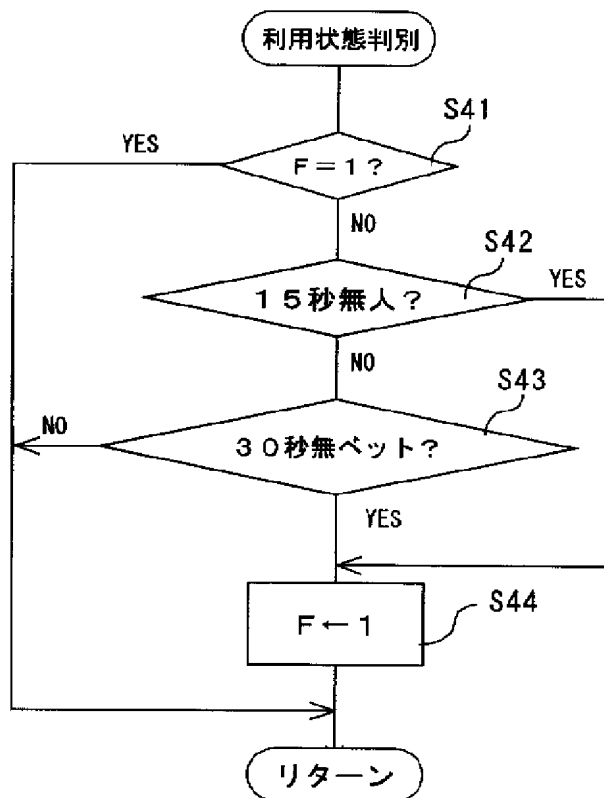 利用状態判別
S41
YES
F=1?
NO
S42
YES
15秒無人?
NO
S43
NO
30秒無ベット?
YES
S44
F←1
リターン